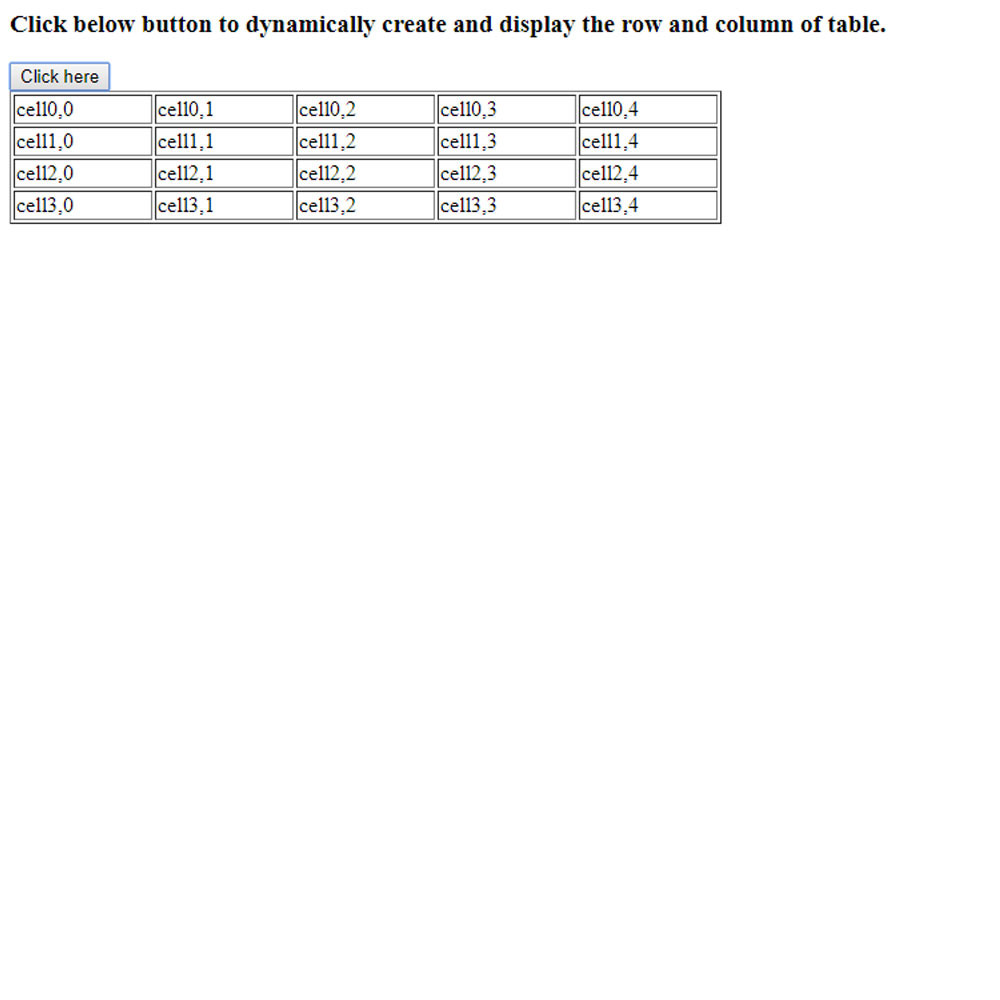 Click below button to dynamically create and display the row and column of table.
Click here
cell0,0 cell0,1 cell0,2 cell0,3 cell0,4
cell1,0 cell1,1 cell1,2 cell1,3 cell1,4
cell2,0 cell2,1 cell2,2 cell2,3 cell2,4
cell3,0 cell3,1 cell3,2 cell3,3 cell3,4